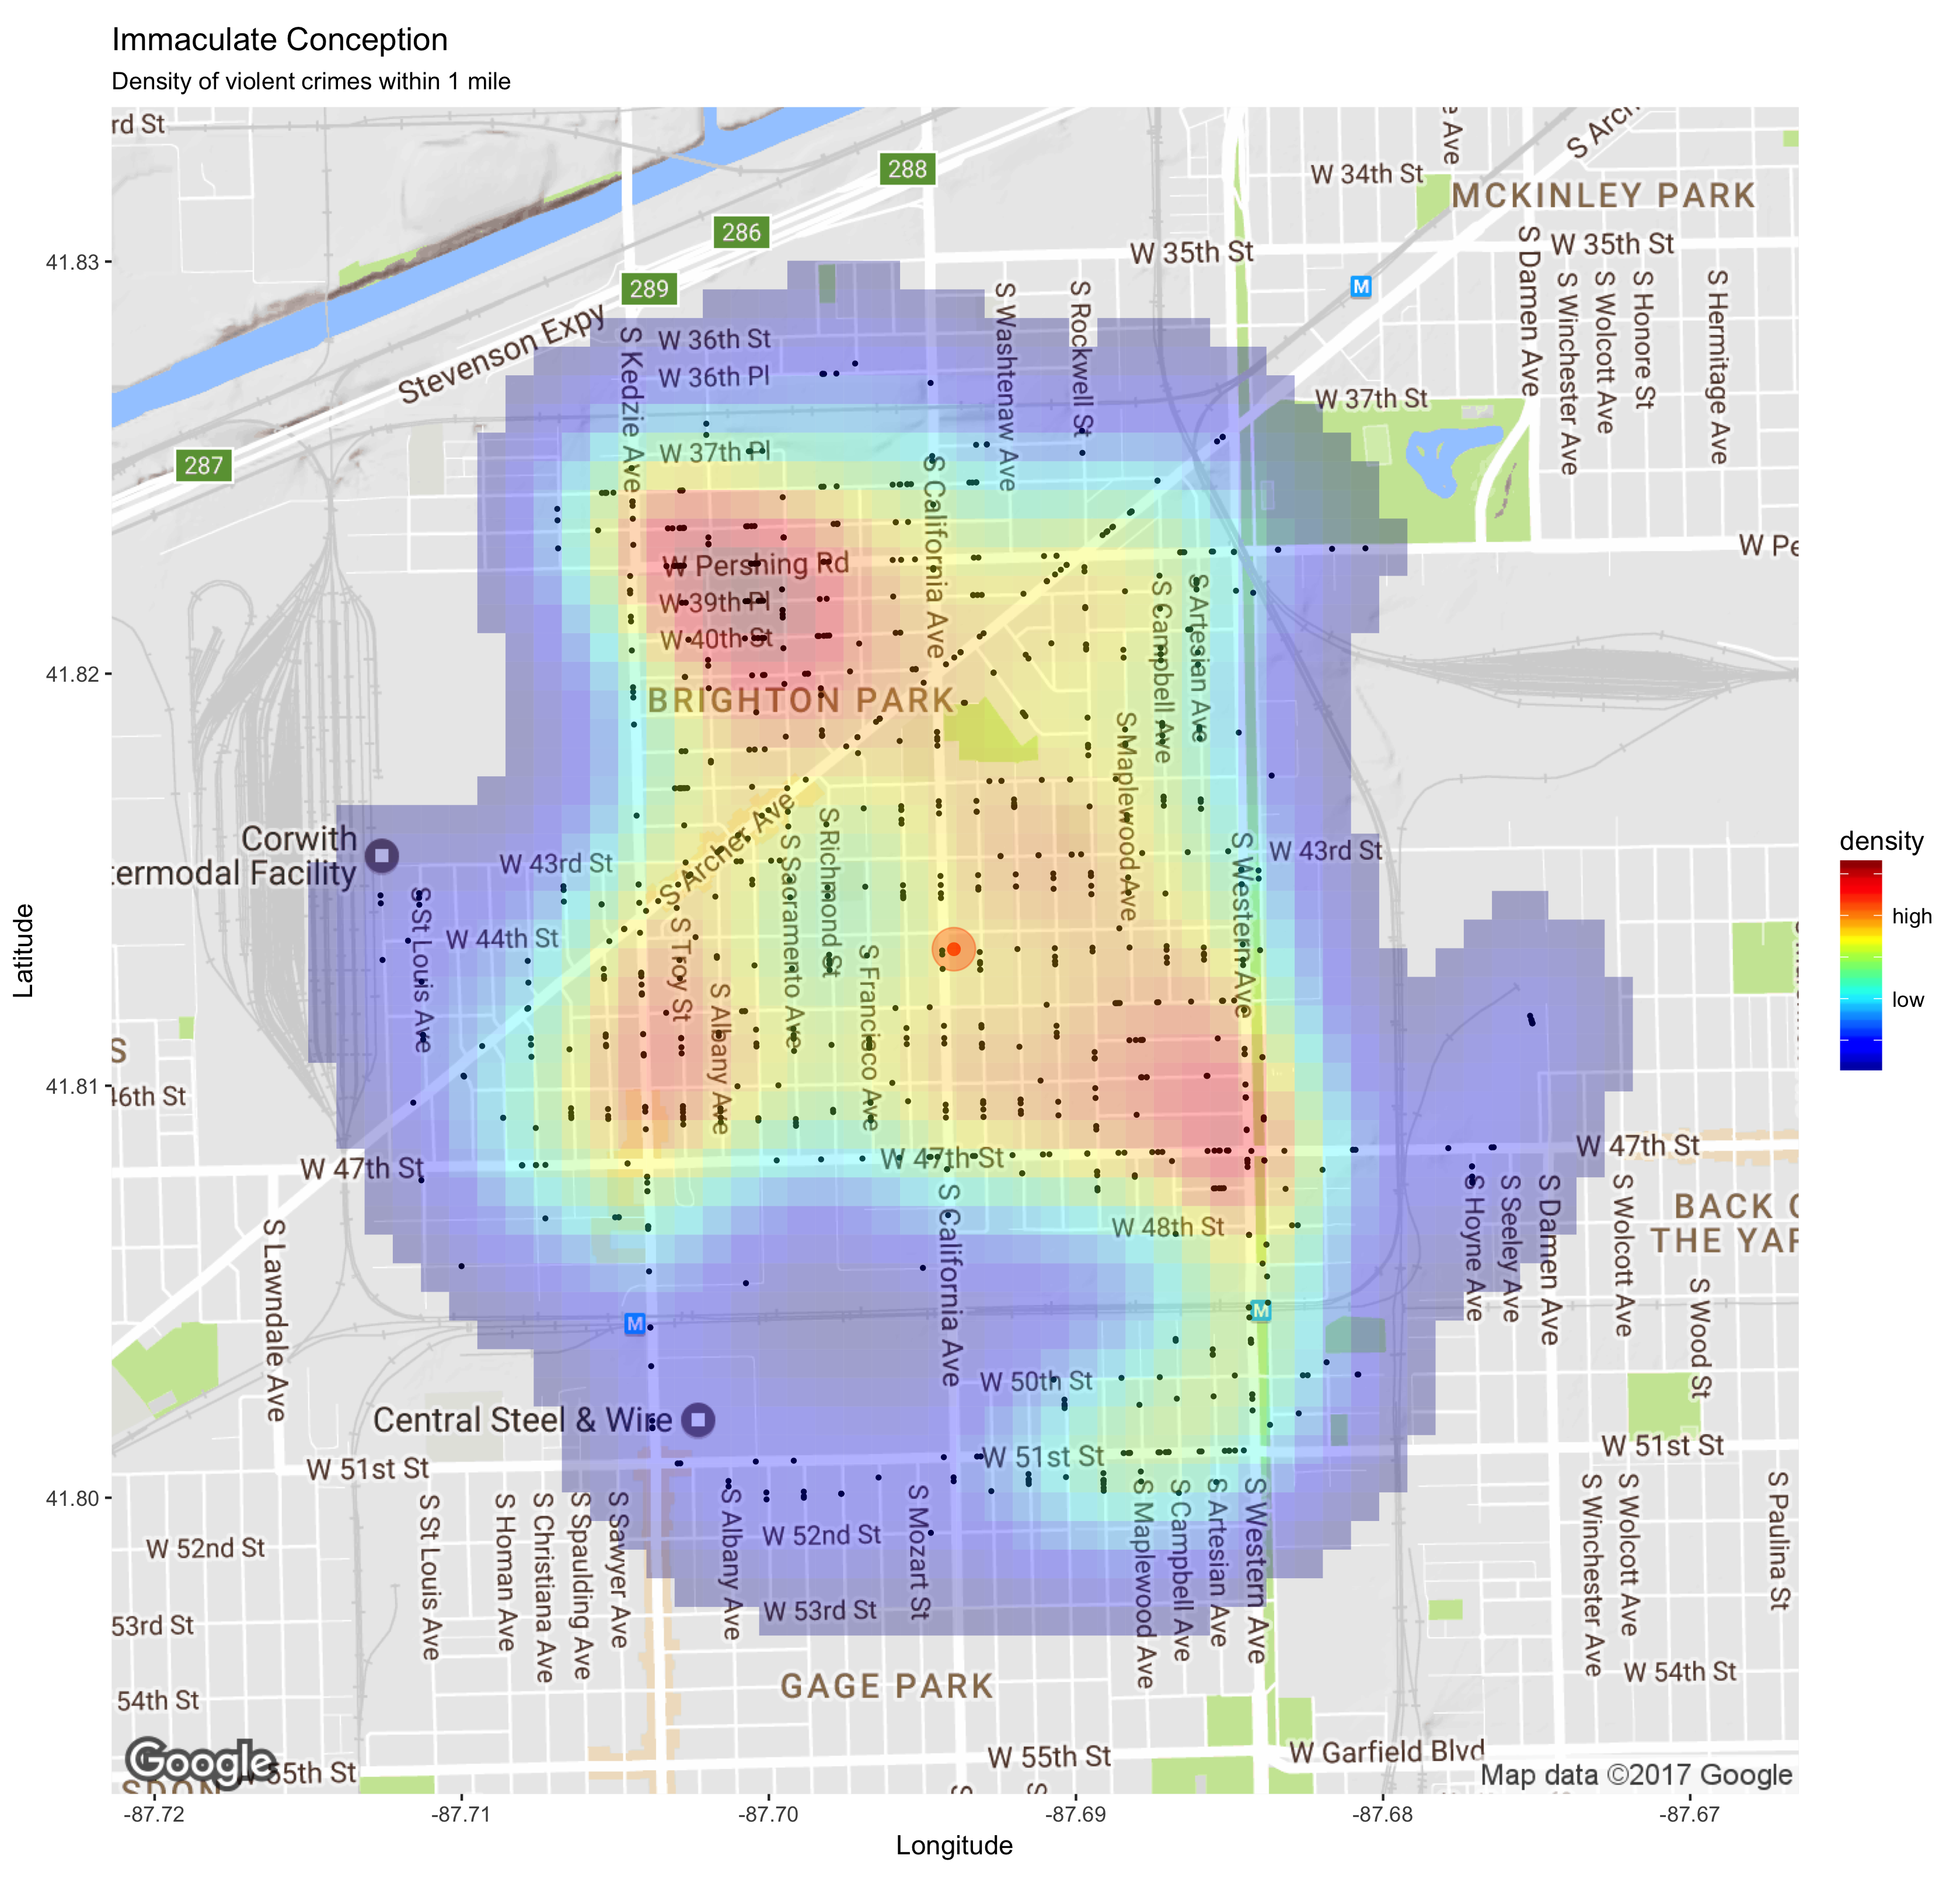 Immaculate Conception
Density of violent crimes within 1 mile
rd St
S Arch
e Ave
288
W 34th St
MCKINLEY PARK
286
W 35th St
W 35th St
41.83
289
M
S Damen Ave
S Winchester Ave
S Wolcott Ave
S Honore St
S Hermitage Ave
Stevenson Expy
S Kedzie Ave
W 36th St
W 36th Pl
S Washtenaw Ave
S Rockwell St
W 37th St
287
W 37th Pl
S California Ave
W Pe
W Pershing Rd
W 39th Pl
W 40th St
S Campbell Ave
S Artesian Ave
41.82
BRIGHTON PARK
S Maplewood Ave
S Archer Ave
S Sacramento Ave
S Richmond St
Corwith
termodal Facility
W 43rd St
S Western Ave
W 43rd St
density
high
low
S St Louis Ave
W 44th St
S Troy St
S Albany Ave
S Francisco Ave
Latitude
S
41.81
46th St
W 47th St
W 47th St
W 47th St
S Lawndale Ave
S California Ave
W 48th St
S Hoyne Ave
S Seeley Ave
S Damen Ave
S Wolcott Ave
BACK O
THE YAR
S Wood St
M
M
W 50th St
Central Steel & Wire
W 51st St
W 51st St
W 51st St
41.80
S St Louis Ave
S Homan Ave
S Christiana Ave
S Spaulding Ave
S Sawyer Ave
S Albany Ave
W 52nd St
S Mozart St
S Maplewood Ave
S Campbell Ave
S Artesian Ave
S Western Ave
S Winchester Ave
S Wolcott Ave
S Paulina St
W 52nd St
53rd St
W 53rd St
GAGE PARK
W 54th St
54th St
W 55th St
W Garfield Blvd
Google
W 55th St
SDON
S
S
Map data ©2017 Google
-87.72
-87.71
-87.70
-87.69
-87.68
-87.67
Longitude